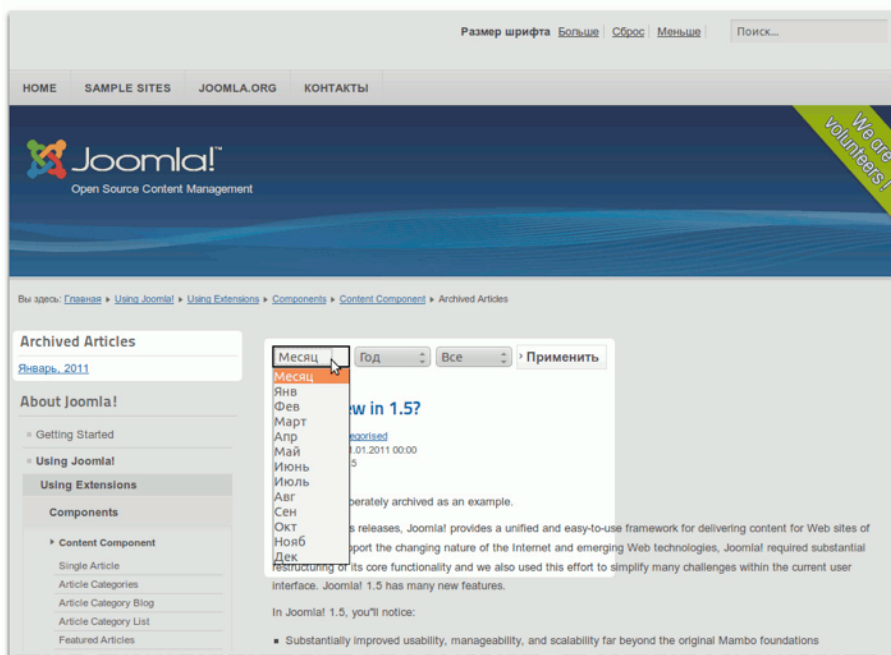 Размер шрифта Больше Сброс Меньше Поиск...
HOME SAMPLE SITES JOOMLA.ORG КОНТАКТЫ
We are
volunteers!
Joomla!™
Open Source Content Management
Вы здесь: Главная ▸ Using Joomla! ▸ Using Extensions ▸ Components ▸ Content Component ▸ Archived Articles
Archived Articles
Январь, 2011
About Joomla!
Getting Started
Using Joomla!
Using Extensions
Components
Content Component
Single Article
Article Categories
Article Category Blog
Article Category List
Featured Articles
Месяц Год Все Применить
Месяц
Янв
Фев
Март
Апр
Май
Июнь
Июль
Авг
Сен
Окт
Нояб
Дек
ew in 1.5?
egorised
.01.2011 00:00
5
berately archived as an example.
s releases, Joomla! provides a unified and easy-to-use framework for delivering content for Web sites of
port the changing nature of the Internet and emerging Web technologies, Joomla! required substantial
restructuring of its core functionality and we also used this effort to simplify many challenges within the current user
interface. Joomla! 1.5 has many new features.
In Joomla! 1.5, you"ll notice:
Substantially improved usability, manageability, and scalability far beyond the original Mambo foundations